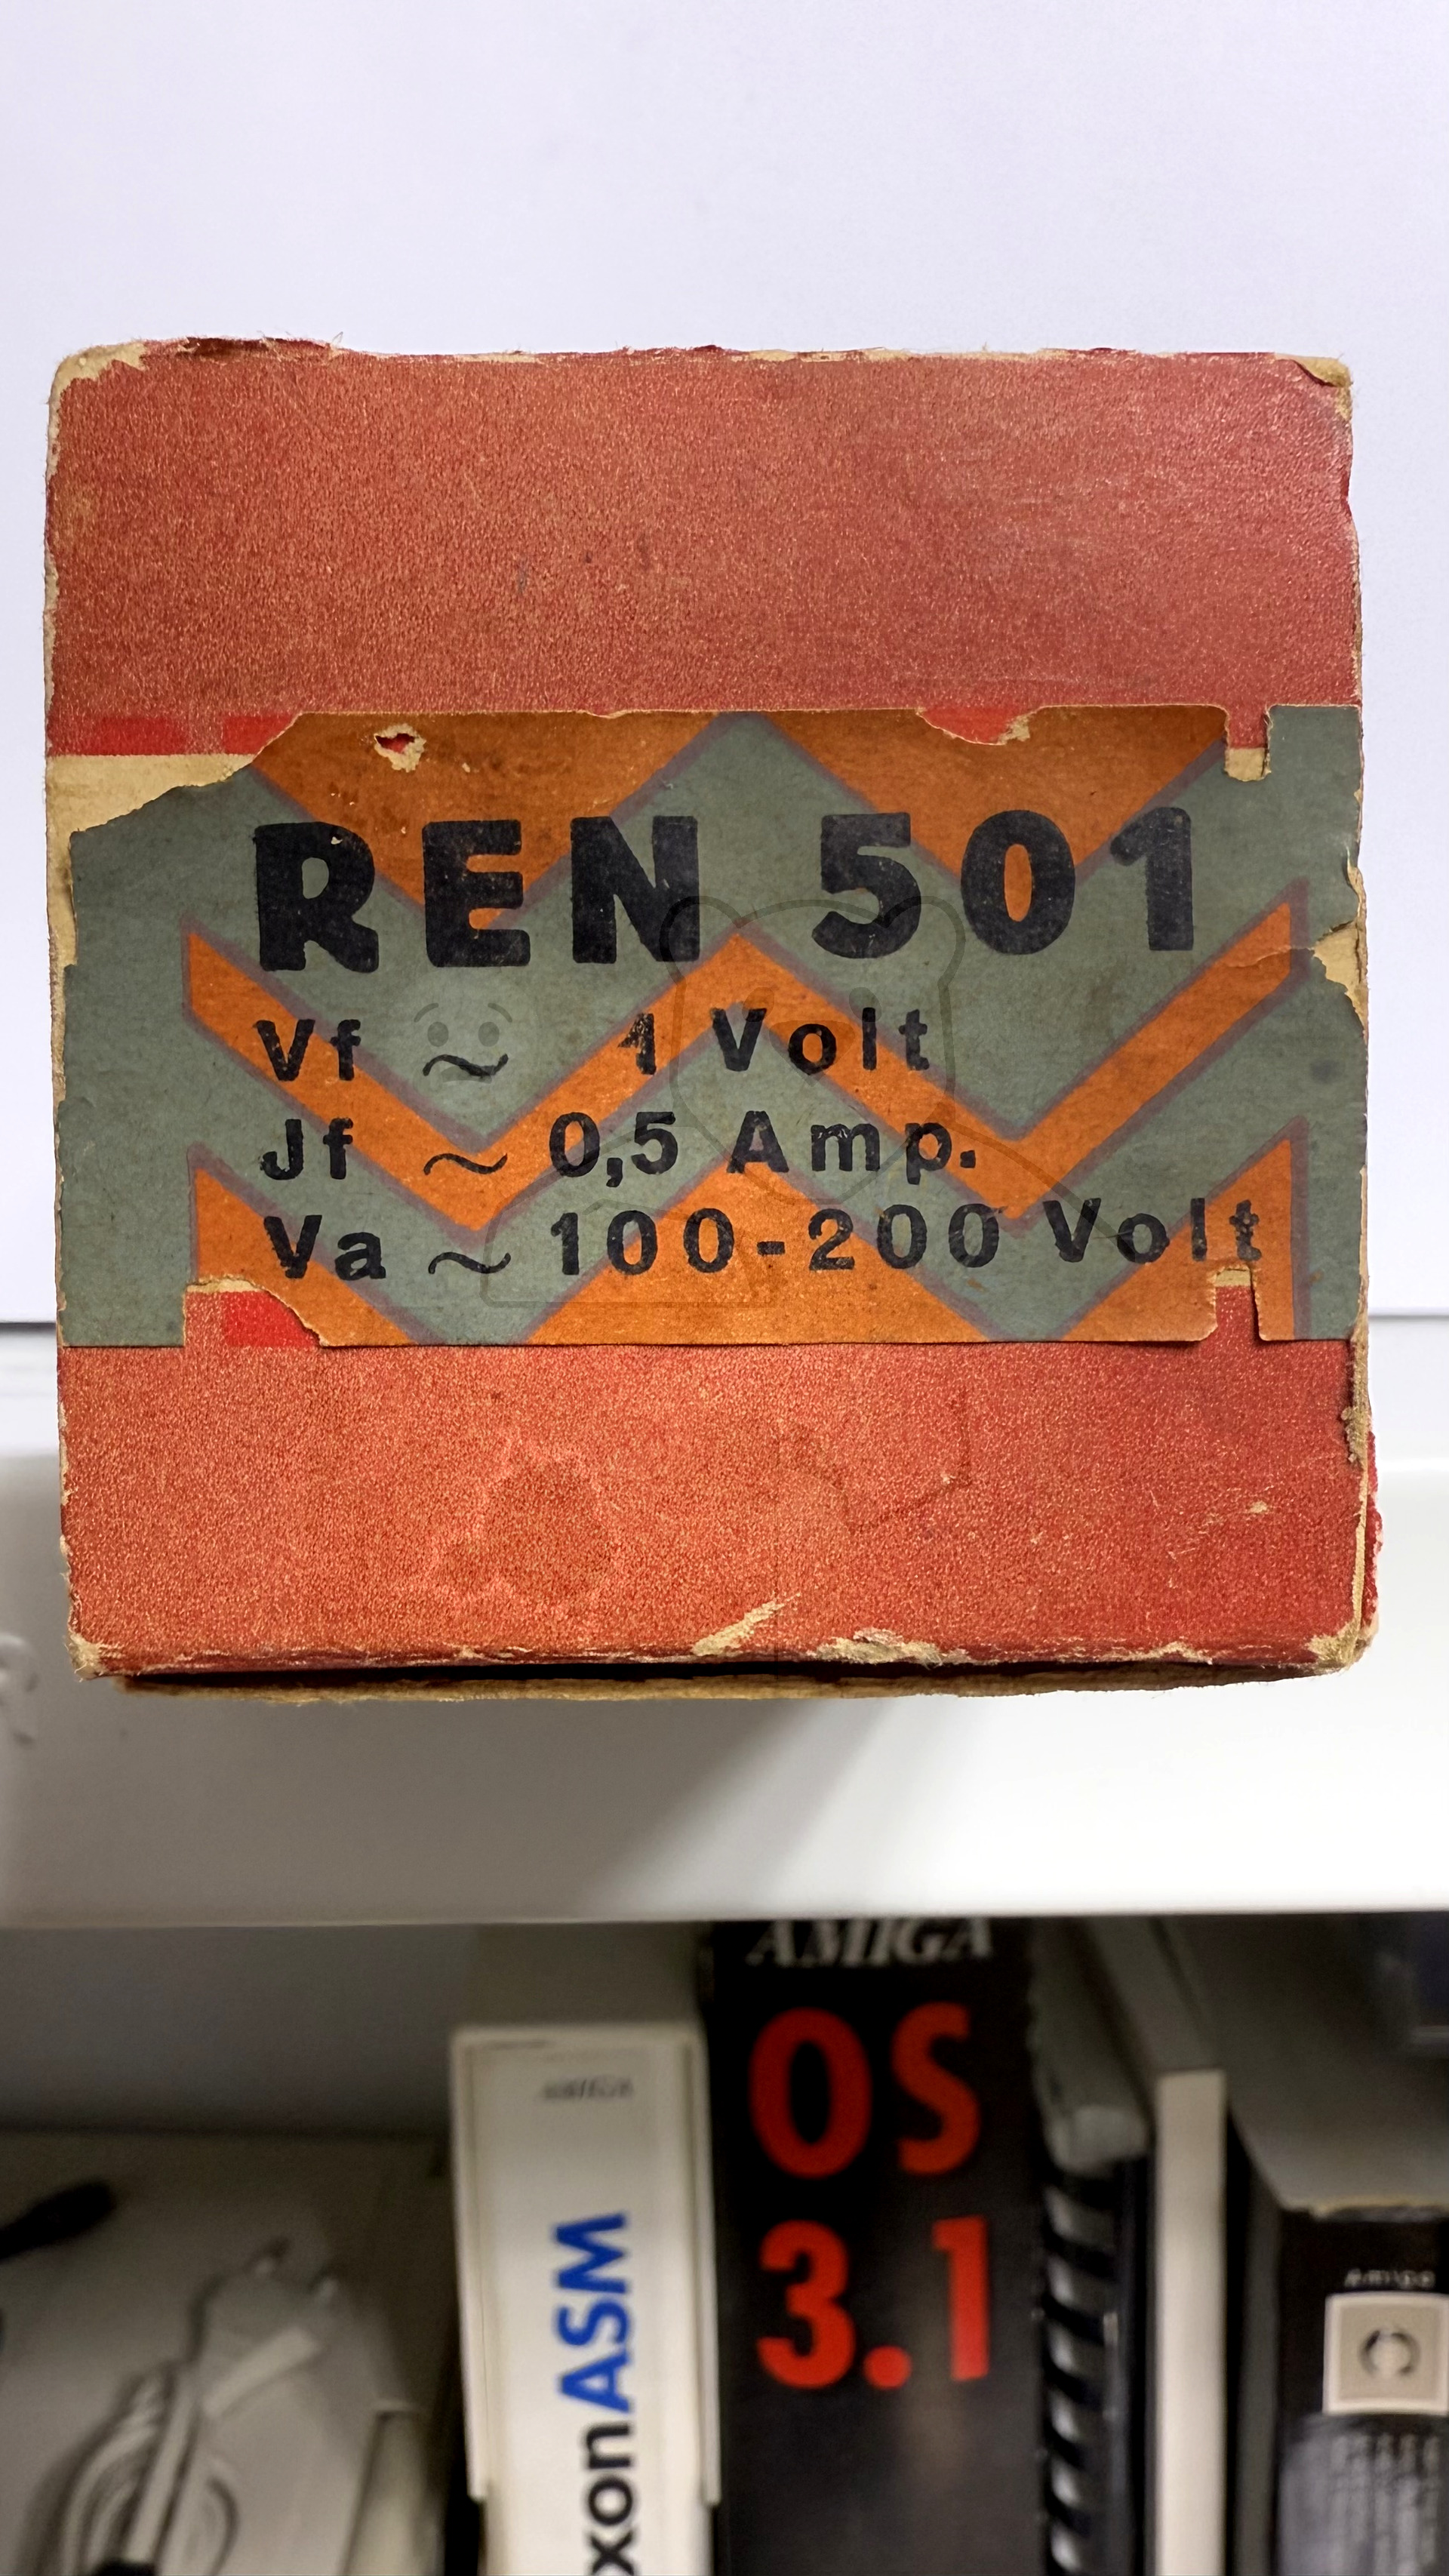 REN 501
Vf ~ 1 Volt
Jf ~ 0,5 Amp.
Va ~ 100-200 Volt
AMIGA
OS
3.1
AMIGA
xonASM
Amiga